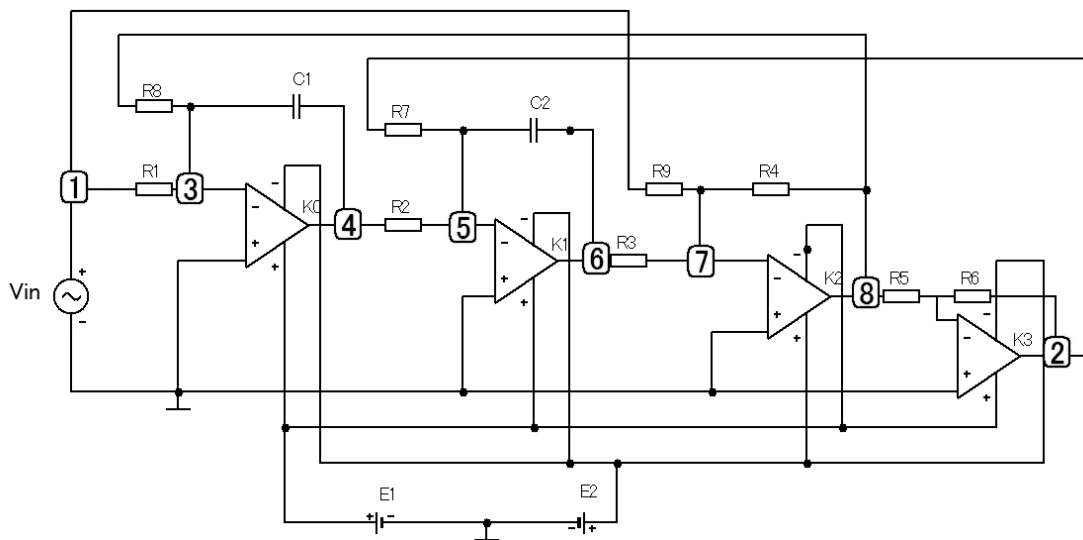 R8
C1
R7
C2
1
R1
3
R9
R4
-
-
+
+
K0
4
R2
5
-
-
+
+
K1
6
R3
7
-
-
+
+
K2
8
R5
R6
-
-
+
+
K3
2
Vin
+
-
E1
+
-
E2
-
+